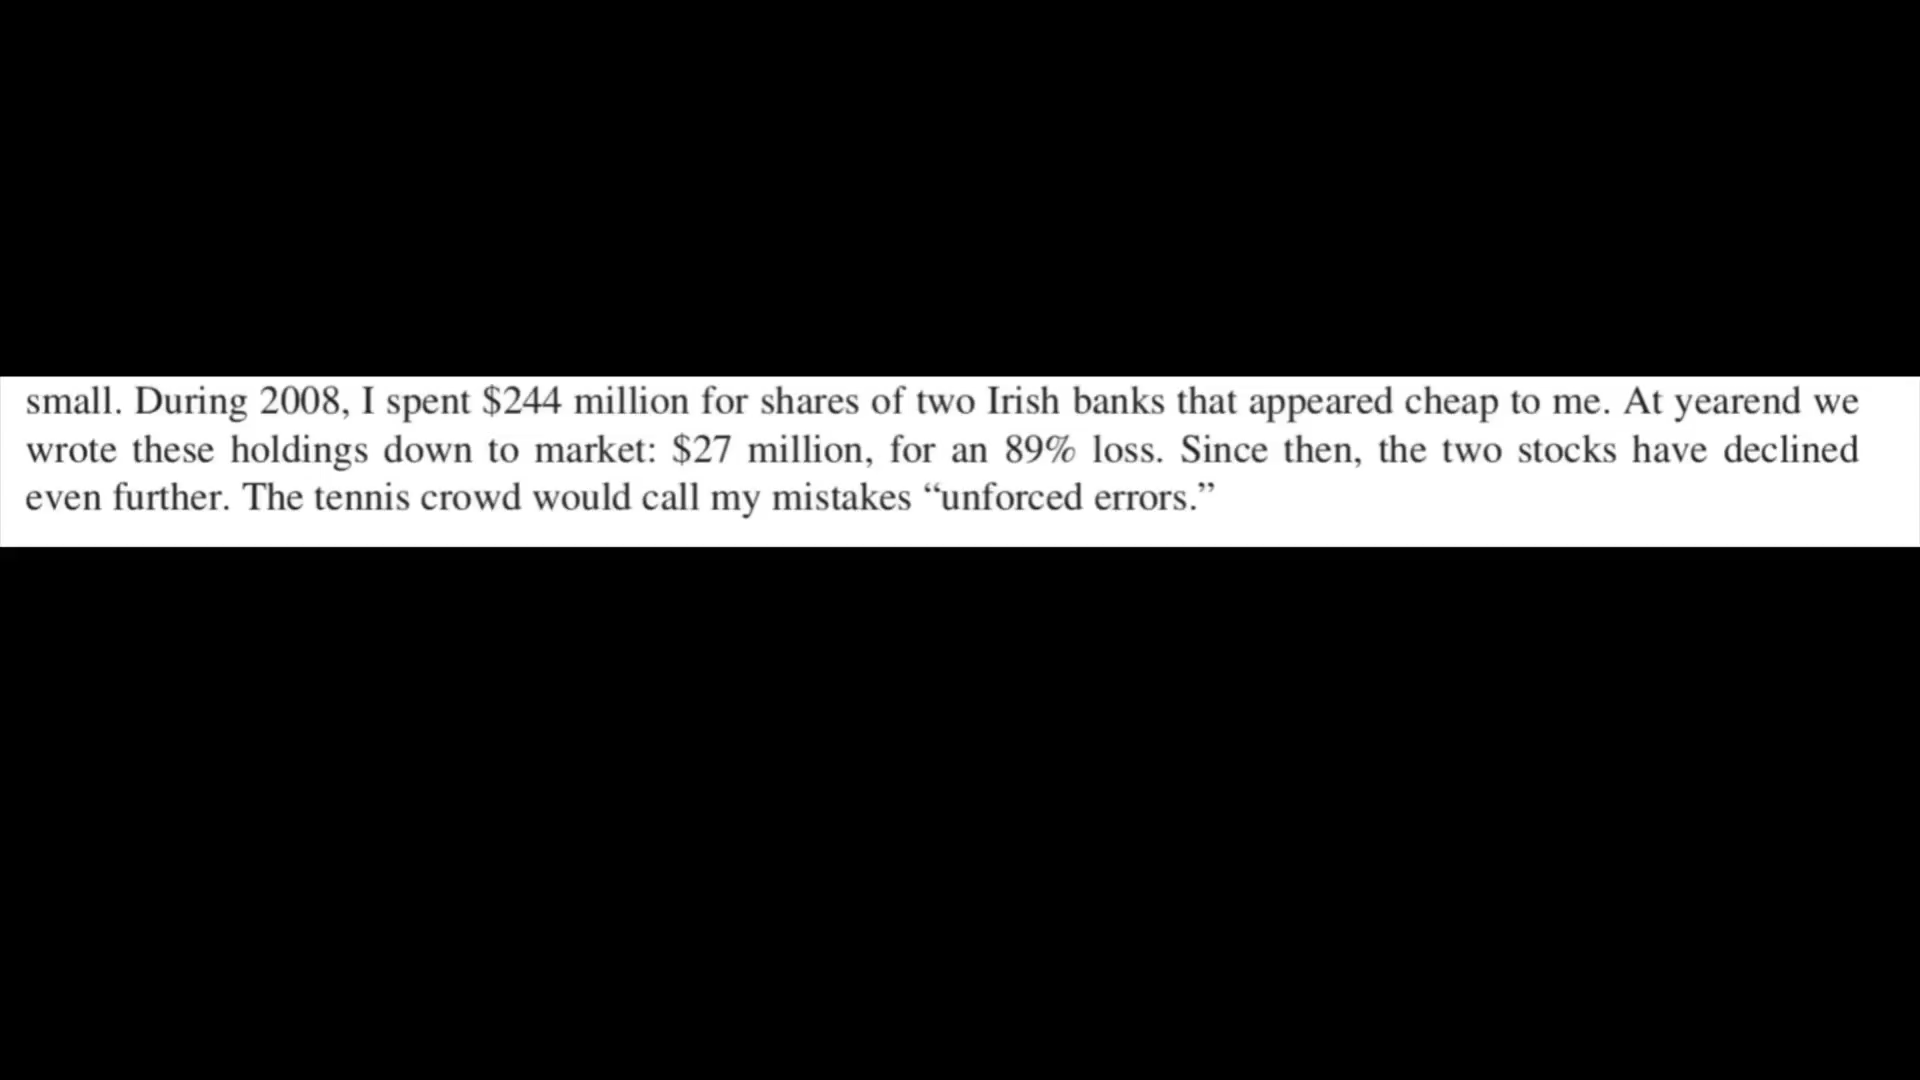 small. During 2008, I spent $244 million for shares of two Irish banks that appeared cheap to me. At yearend we
wrote these holdings down to market: $27 million, for an 89% loss. Since then, the two stocks have declined
even further. The tennis crowd would call my mistakes “unforced errors.”